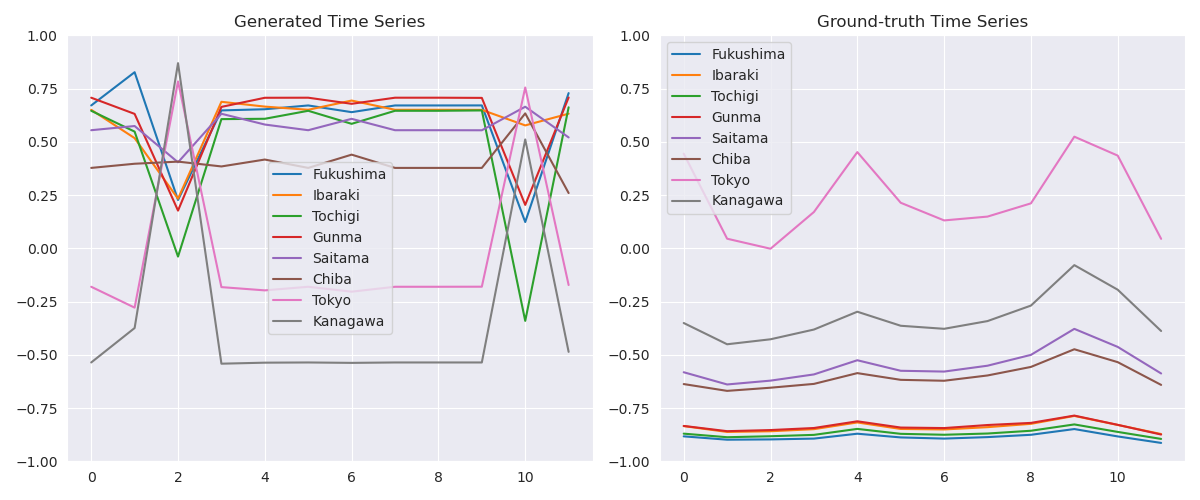 Generated Time Series
1.00
0.75
0.50
0.25
0.00
−0.25
−0.50
−0.75
−1.00
0
2
4
6
8
10
Fukushima
Ibaraki
Tochigi
Gunma
Saitama
Chiba
Tokyo
Kanagawa
Ground-truth Time Series
1.00
0.75
0.50
0.25
0.00
−0.25
−0.50
−0.75
−1.00
0
2
4
6
8
10
Fukushima
Ibaraki
Tochigi
Gunma
Saitama
Chiba
Tokyo
Kanagawa